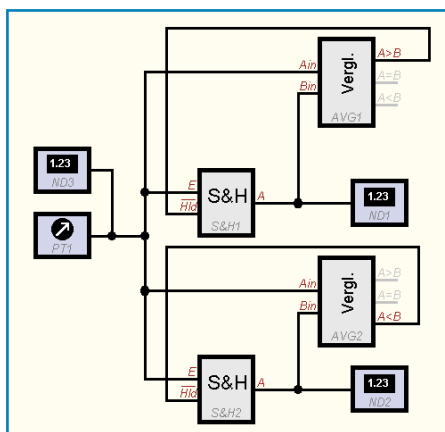 A>B
Ain
Vergl.
A=B
Bin
A<B
AVG1
1.23
ND3
E
S&H
A
Hld
S&H1
1.23
ND1
PT1
A>B
Ain
Vergl.
A=B
Bin
A<B
AVG2
E
S&H
A
Hld
S&H2
1.23
ND2